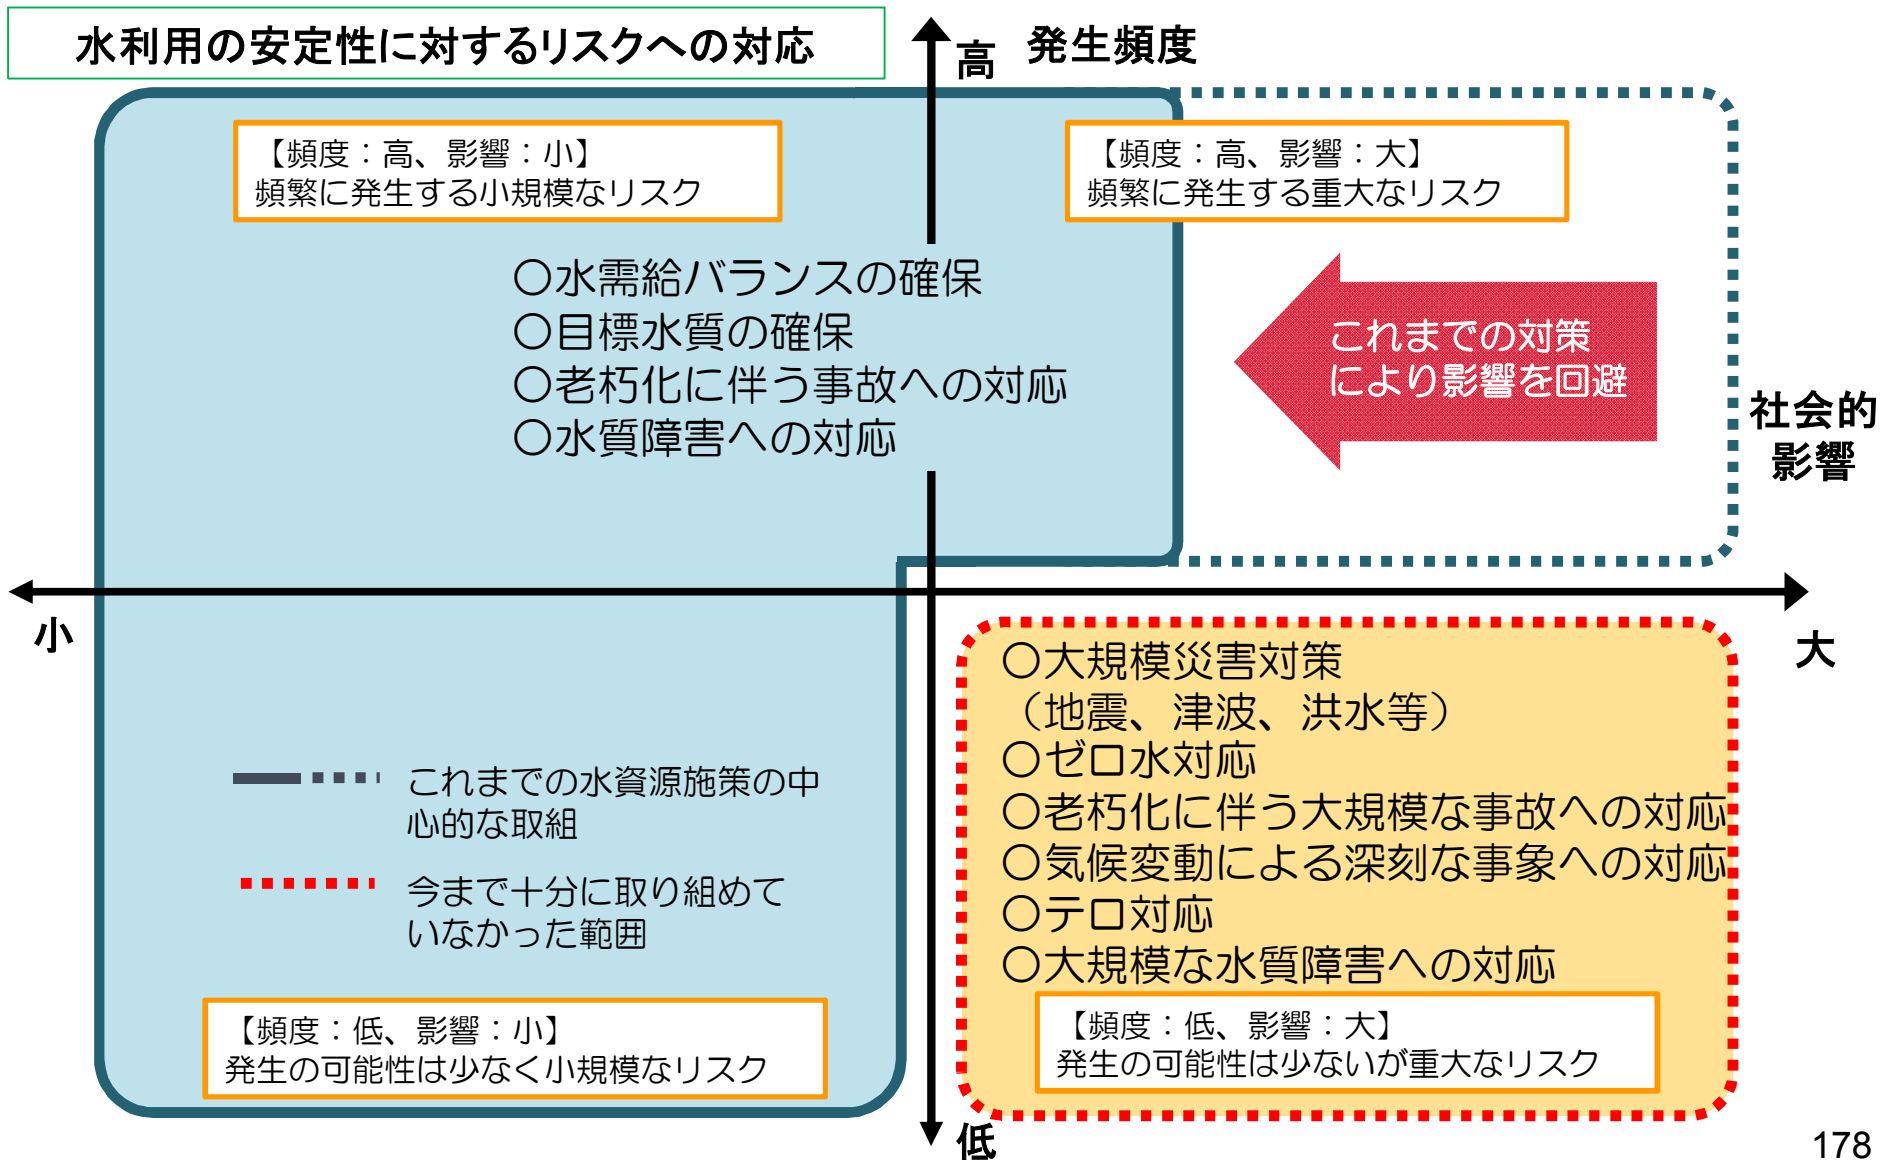 水利用の安定性に対するリスクへの対応
高 発生頻度
【頻度：高、影響：小】
頻繁に発生する小規模なリスク
【頻度：高、影響：大】
頻繁に発生する重大なリスク
〇水需給バランスの確保
〇目標水質の確保
〇老朽化に伴う事故への対応
〇水質障害への対応
これまでの対策
により影響を回避
社会的
影響
小
大
〇大規模災害対策
（地震、津波、洪水等）
〇ゼロ水対応
〇老朽化に伴う大規模な事故への対応
〇気候変動による深刻な事象への対応
〇テロ対応
〇大規模な水質障害への対応
これまでの水資源施策の中
心的な取組
今まで十分に取り組めて
いなかった範囲
【頻度：低、影響：小】
発生の可能性は少なく小規模なリスク
【頻度：低、影響：大】
発生の可能性は少ないが重大なリスク
低
178